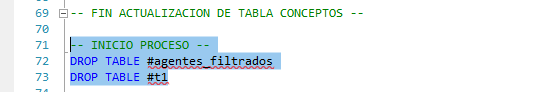 69 -- FIN ACTUALIZACION DE TABLA CONCEPTOS --
70
71 -- INICIO PROCESO --
72 DROP TABLE #agentes_filtrados
73 DROP TABLE #t1